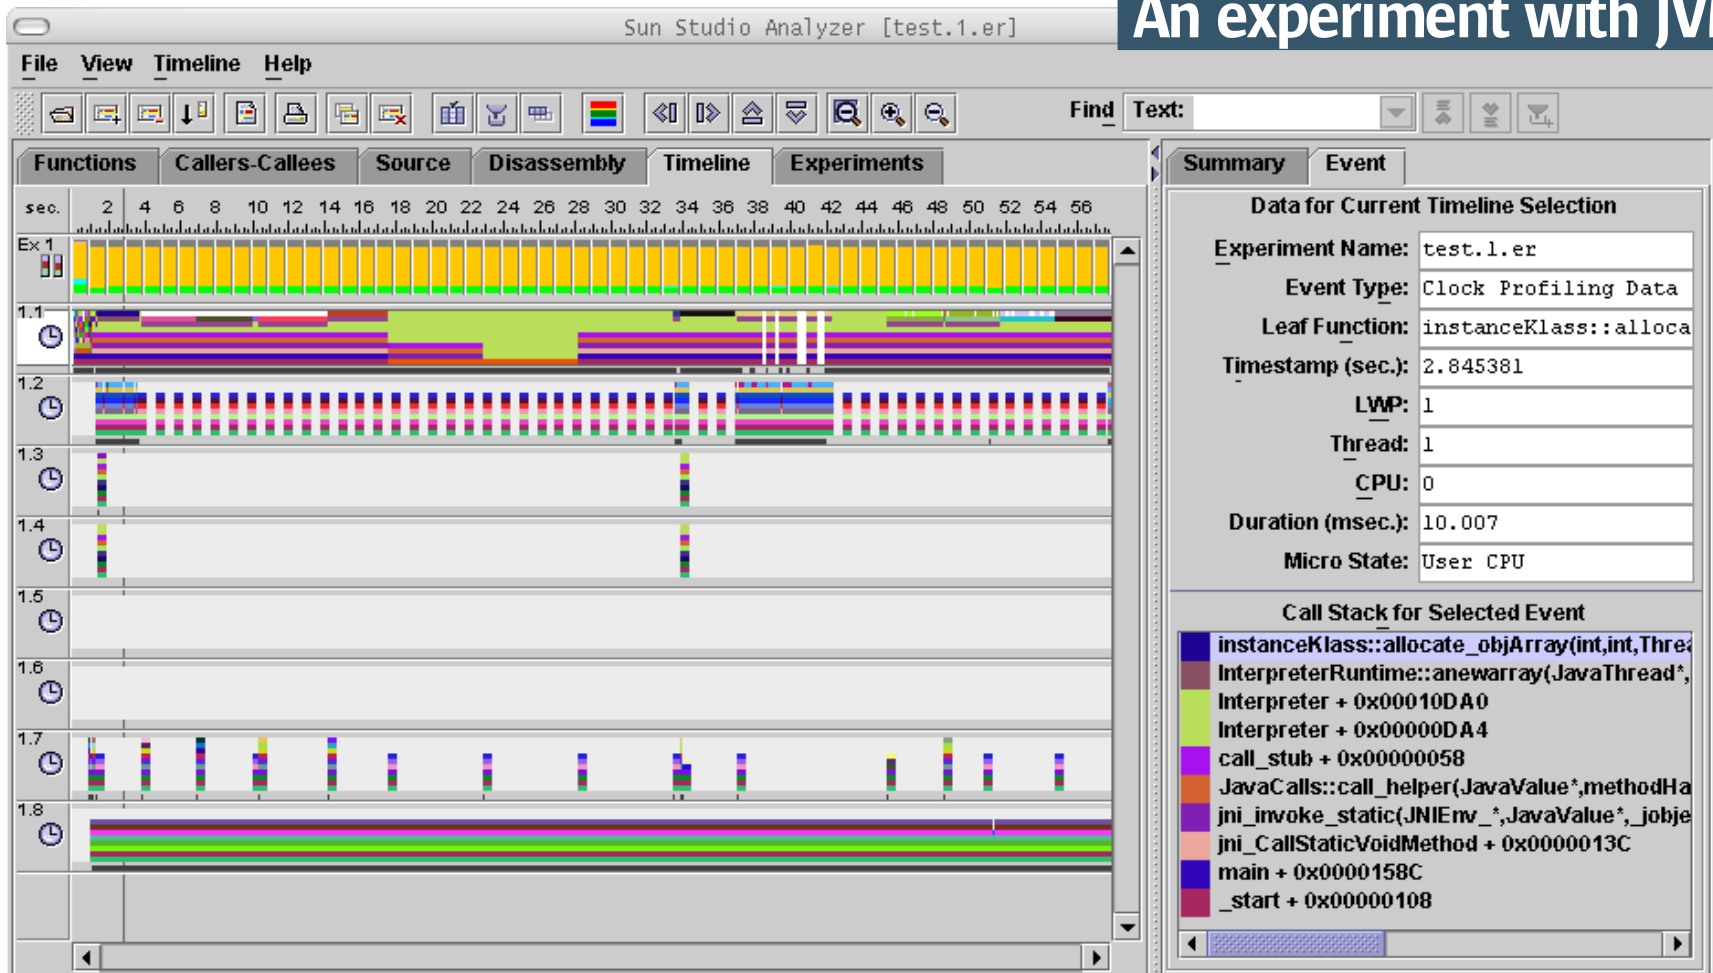 An experiment with JV
Sun Studio Analyzer [test.1.er]
File View Timeline Help
Find Text:
Functions Callers-Callees Source Disassembly Timeline Experiments
Summary Event
sec. 2 4 6 8 10 12 14 16 18 20 22 24 26 28 30 32 34 36 38 40 42 44 46 48 50 52 54 56
Ex 1
1.1
1.2
1.3
1.4
1.5
1.6
1.7
1.8
Data for Current Timeline Selection
Experiment Name: test.1.er
Event Type: Clock Profiling Data
Leaf Function: instanceKlass::alloca
Timestamp (sec.): 2.845381
LWP: 1
Thread: 1
CPU: 0
Duration (msec.): 10.007
Micro State: User CPU
Call Stack for Selected Event
instanceKlass::allocate_objArray(int,int,Threa
InterpreterRuntime::anewarray(JavaThread*,
Interpreter + 0x00010DA0
Interpreter + 0x00000DA4
call_stub + 0x00000058
JavaCalls::call_helper(JavaValue*,methodHa
jni_invoke_static(JNIEnv_*,JavaValue*,_jobje
jni_CallStaticVoidMethod + 0x0000013C
main + 0x0000158C
_start + 0x00000108